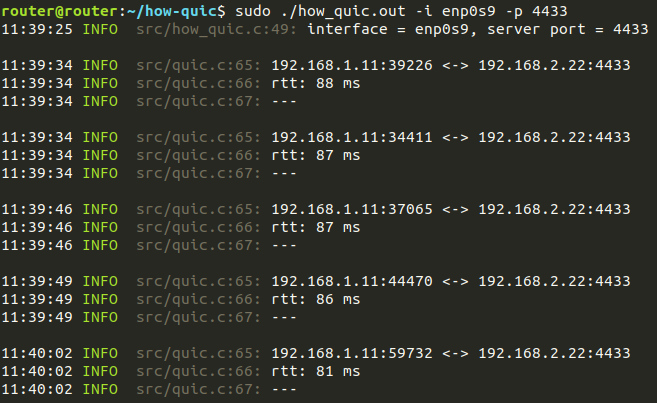 router@router:~/how-quic$ sudo ./how_quic.out -i enp0s9 -p 4433
11:39:25 INFO  src/how_quic.c:49: interface = enp0s9, server port = 4433
11:39:34 INFO  src/quic.c:65: 192.168.1.11:39226 <-> 192.168.2.22:4433
11:39:34 INFO  src/quic.c:66: rtt: 88 ms
11:39:34 INFO  src/quic.c:67: ---
11:39:34 INFO  src/quic.c:65: 192.168.1.11:34411 <-> 192.168.2.22:4433
11:39:34 INFO  src/quic.c:66: rtt: 87 ms
11:39:34 INFO  src/quic.c:67: ---
11:39:46 INFO  src/quic.c:65: 192.168.1.11:37065 <-> 192.168.2.22:4433
11:39:46 INFO  src/quic.c:66: rtt: 87 ms
11:39:46 INFO  src/quic.c:67: ---
11:39:49 INFO  src/quic.c:65: 192.168.1.11:44470 <-> 192.168.2.22:4433
11:39:49 INFO  src/quic.c:66: rtt: 86 ms
11:39:49 INFO  src/quic.c:67: ---
11:40:02 INFO  src/quic.c:65: 192.168.1.11:59732 <-> 192.168.2.22:4433
11:40:02 INFO  src/quic.c:66: rtt: 81 ms
11:40:02 INFO  src/quic.c:67: ---